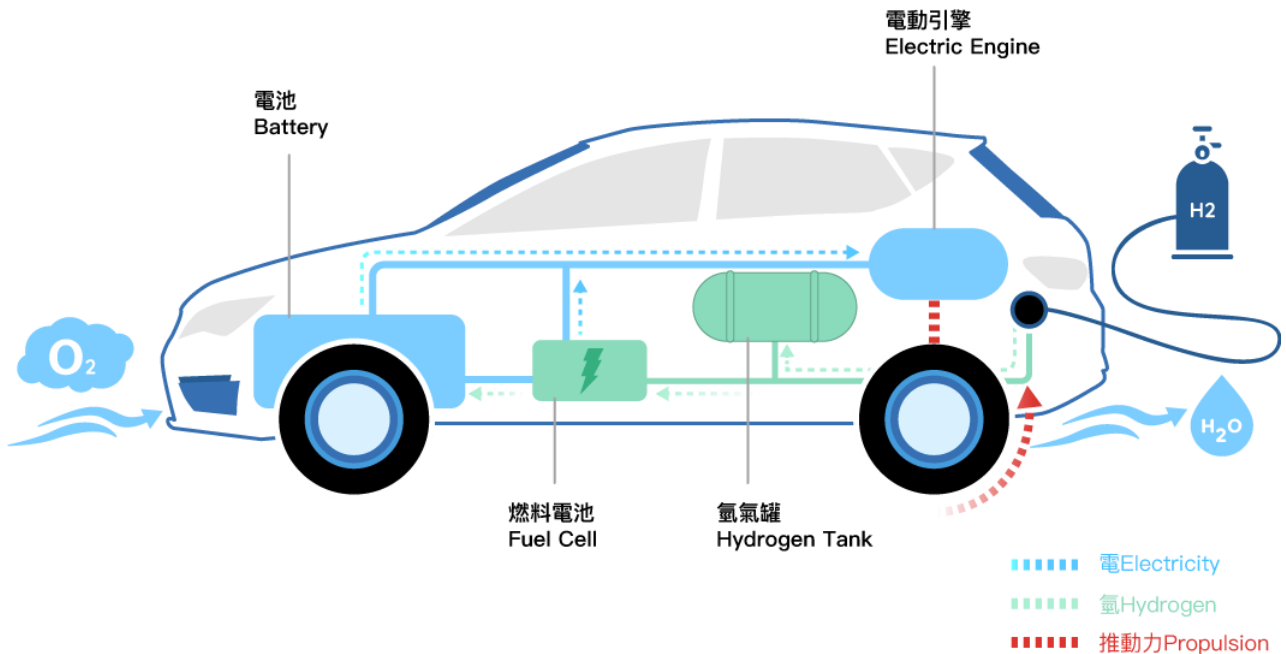 電動引擎
Electric Engine
電池
Battery
H2
O₂
H₂O
燃料電池
Fuel Cell
氫氣罐
Hydrogen Tank
電Electricity
氫Hydrogen
推動力Propulsion